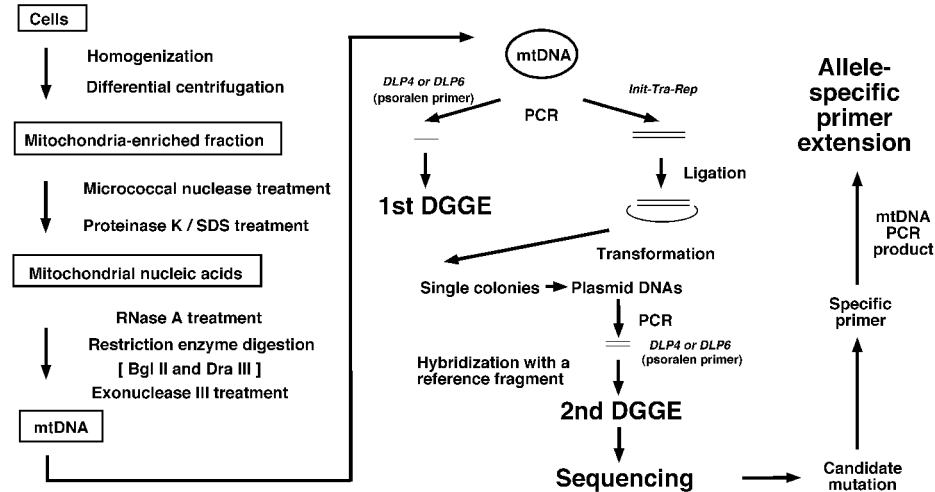 Cells
Homogenization
Differential centrifugation
Mitochondria-enriched fraction
Micrococcal nuclease treatment
Proteinase K / SDS treatment
Mitochondrial nucleic acids
RNase A treatment
Restriction enzyme digestion
[ Bgl II and Dra III ]
Exonuclease III treatment
mtDNA
mtDNA
DLP4 or DLP6
(psoralen primer)
PCR
Init-Tra-Rep
1st DGGE
Ligation
Transformation
Single colonies
Plasmid DNAs
PCR
DLP4 or DLP6
(psoralen primer)
Hybridization with a
reference fragment
2nd DGGE
Sequencing
Candidate
mutation
Specific
primer
mtDNA
PCR
product
Allele-
specific
primer
extension